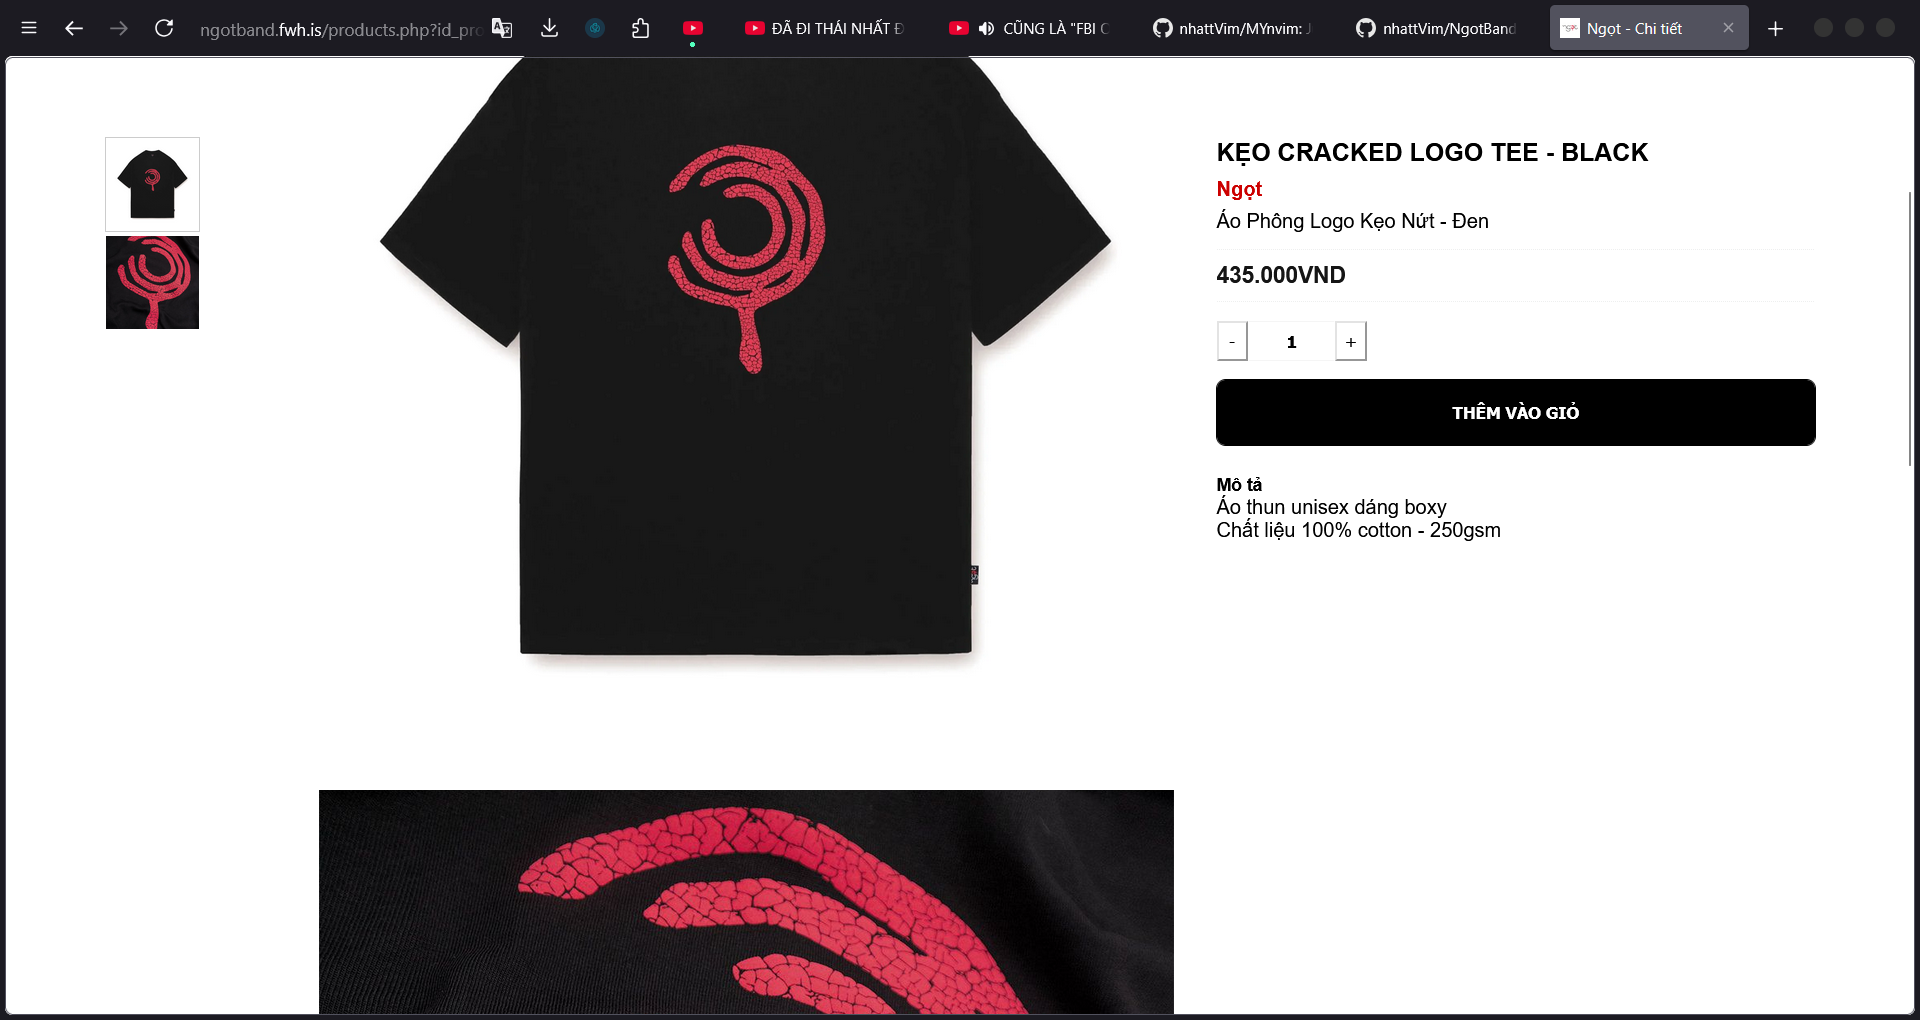 ngotband.fwh.is/products.php?id_pro
ĐÃ ĐI THÁI NHẤT Đ
CŨNG LÀ "FBI C
nhattVim/MYnvim: J
nhattVim/NgotBand
Ngọt - Chi tiết
KẸO CRACKED LOGO TEE - BLACK
Ngọt
Áo Phông Logo Kẹo Nứt - Đen
435.000VND
- 1 +
THÊM VÀO GIỎ
Mô tả
Áo thun unisex dáng boxy
Chất liệu 100% cotton - 250gsm